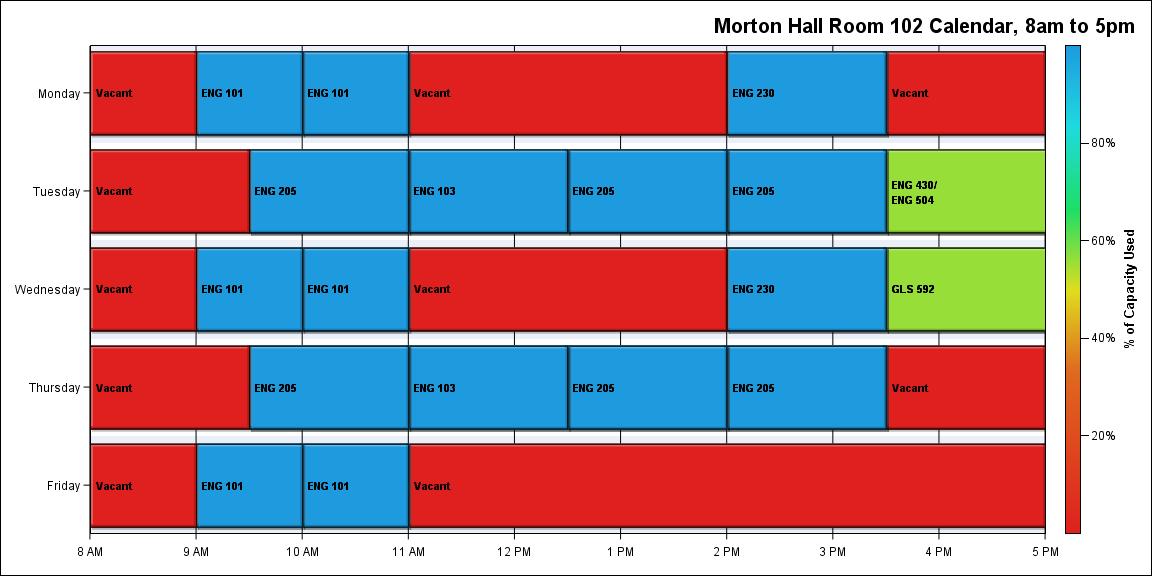 Morton Hall Room 102 Calendar, 8am to 5pm
Monday
Vacant
ENG 101
ENG 101
Vacant
ENG 230
Vacant
80%
Tuesday
Vacant
ENG 205
ENG 103
ENG 205
ENG 205
ENG 430/
ENG 504
60%
% of Capacity Used
Wednesday
Vacant
ENG 101
ENG 101
Vacant
ENG 230
GLS 592
40%
Thursday
Vacant
ENG 205
ENG 103
ENG 205
ENG 205
Vacant
20%
Friday
Vacant
ENG 101
ENG 101
Vacant
8 AM
9 AM
10 AM
11 AM
12 PM
1 PM
2 PM
3 PM
4 PM
5 PM